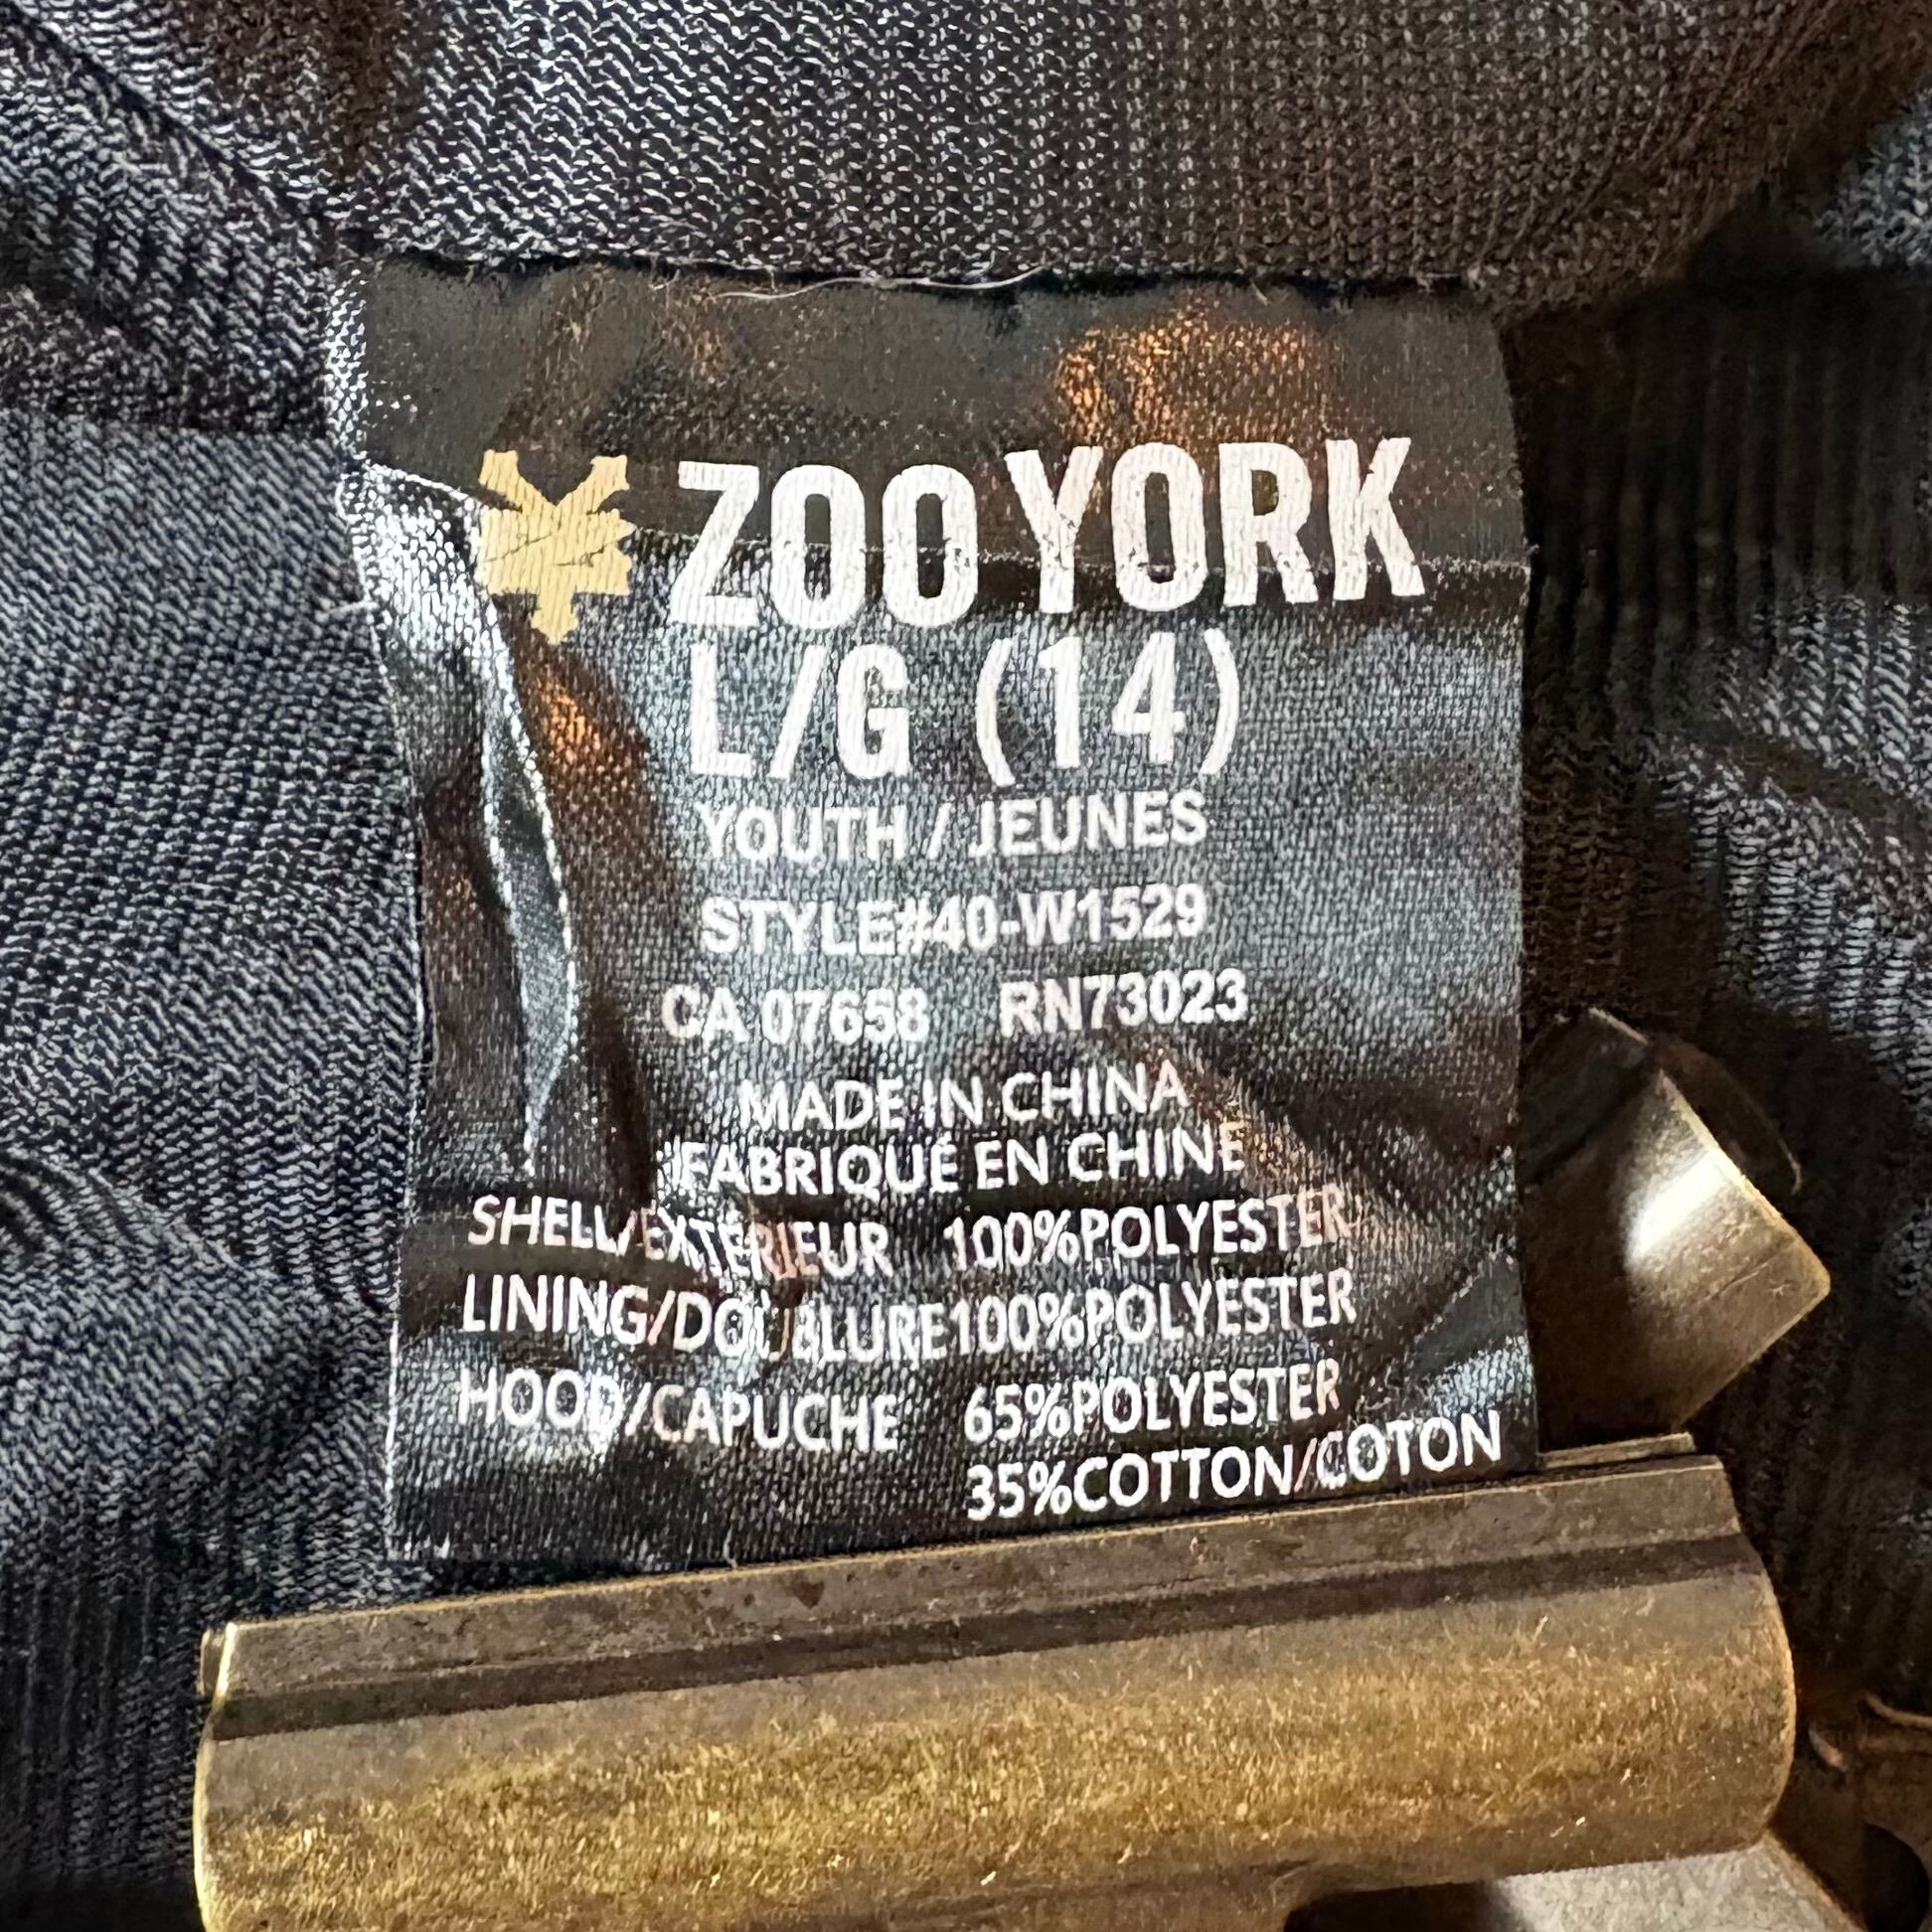 ZOO YORK
L/G (14)
YOUTH / JEUNES
STYLE#40-W1529
CA 07658 RN73023
MADE IN CHINA
FABRIQUÉ EN CHINE
SHELL/EXTÉRIEUR 100%POLYESTER
LINING/DOUBLURE100%POLYESTER
HOOD/CAPUCHE 65%POLYESTER
35%COTTON/COTON